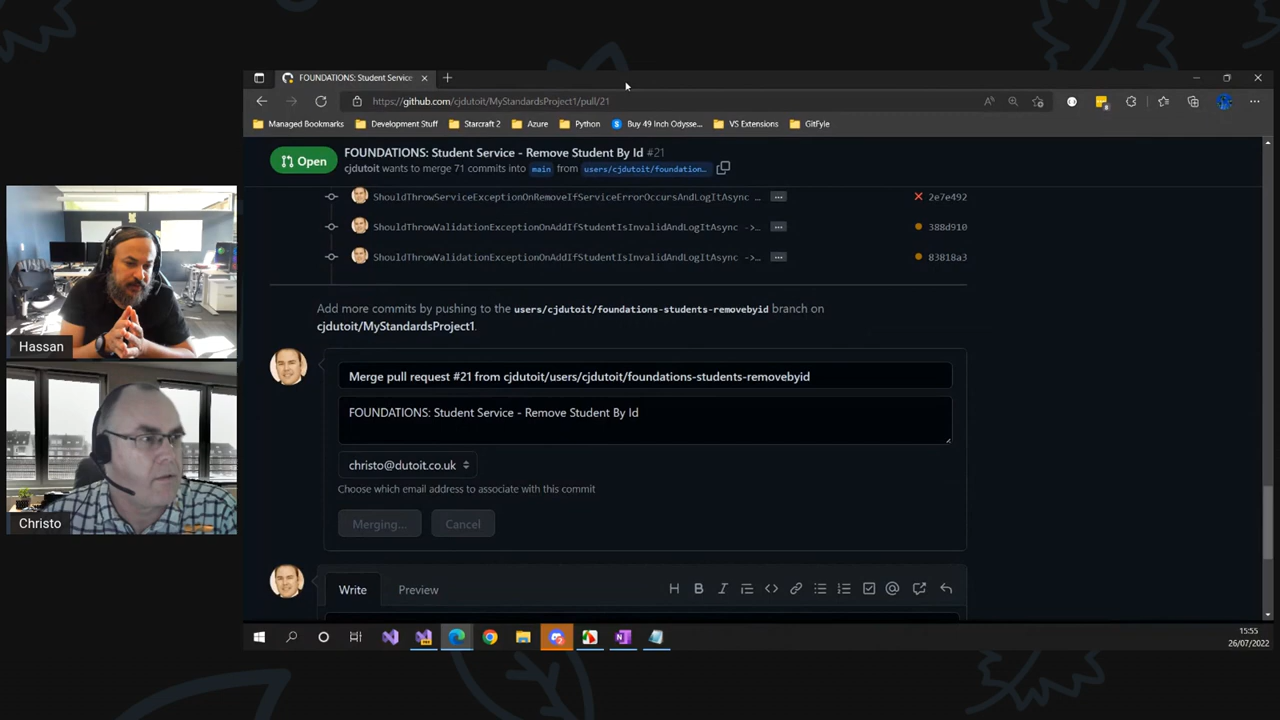 FOUNDATIONS: Student Service
https://github.com/cjdutoit/MyStandardsProject1/pull/21
Managed Bookmarks
Development Stuff
Starcraft 2
Azure
Python
Buy 49 Inch Odysse...
VS Extensions
GitFyle
Open
FOUNDATIONS: Student Service - Remove Student By Id #21
cjdutoit wants to merge 71 commits into main from users/cjdutoit/foundation...
ShouldThrowServiceExceptionOnRemoveIfServiceErrorOccursAndLogItAsync … 2e7e492
ShouldThrowValidationExceptionOnAddIfStudentIsInvalidAndLogItAsync ->… 388d910
ShouldThrowValidationExceptionOnAddIfStudentIsInvalidAndLogItAsync ->… 83818a3
Add more commits by pushing to the users/cjdutoit/foundations-students-removebyid branch on
cjdutoit/MyStandardsProject1.
Merge pull request #21 from cjdutoit/users/cjdutoit/foundations-students-removebyid
FOUNDATIONS: Student Service - Remove Student By Id
christo@dutoit.co.uk
Choose which email address to associate with this commit
Merging...
Cancel
Write
Preview
Hassan
Christo
15:55
26/07/2022